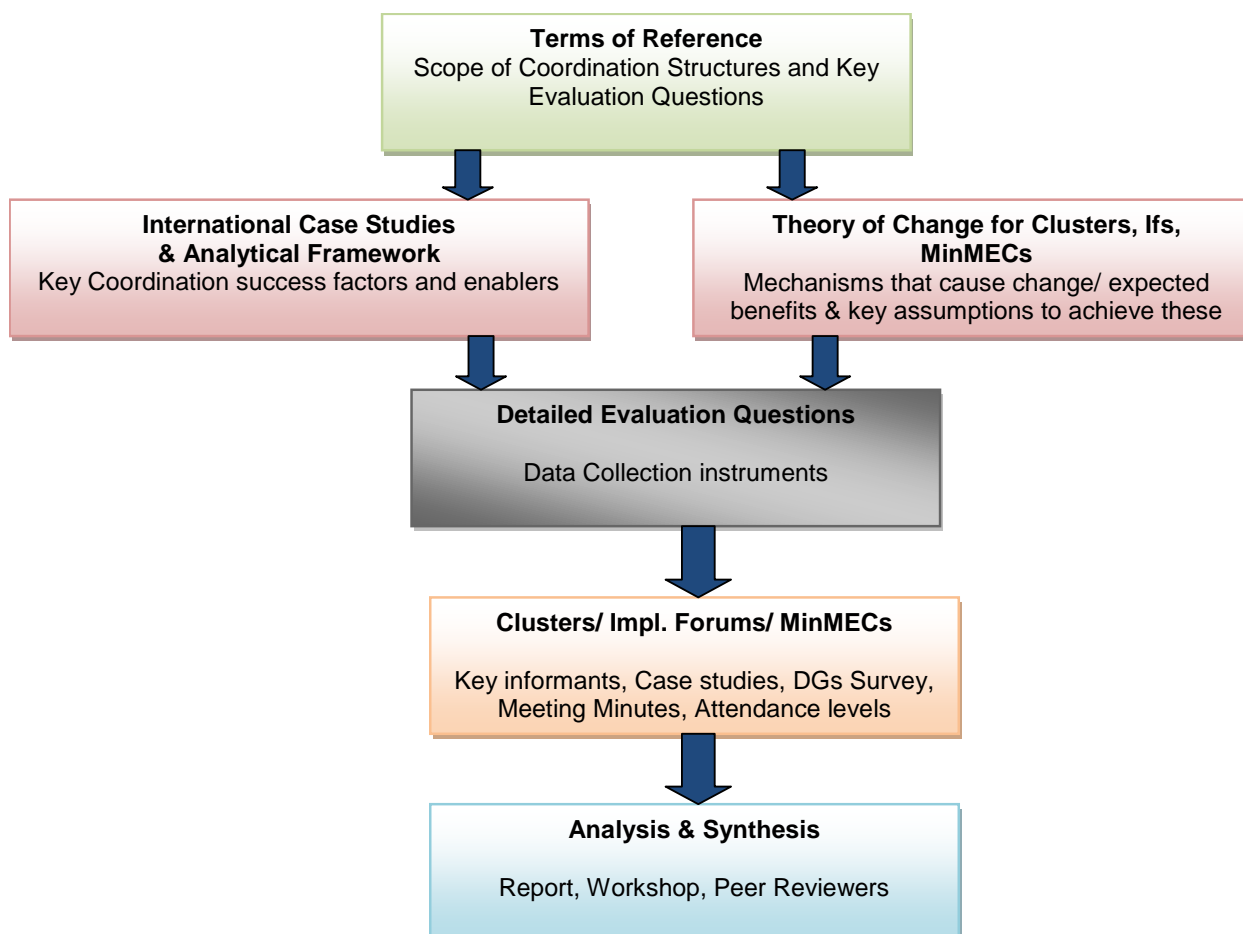 Terms of Reference
Scope of Coordination Structures and Key
Evaluation Questions
International Case Studies
& Analytical Framework
Key Coordination success factors and enablers
Theory of Change for Clusters, Ifs,
MinMECs
Mechanisms that cause change/ expected
benefits & key assumptions to achieve these
Detailed Evaluation Questions
Data Collection instruments
Clusters/ Impl. Forums/ MinMECs
Key informants, Case studies, DGs Survey,
Meeting Minutes, Attendance levels
Analysis & Synthesis
Report, Workshop, Peer Reviewers